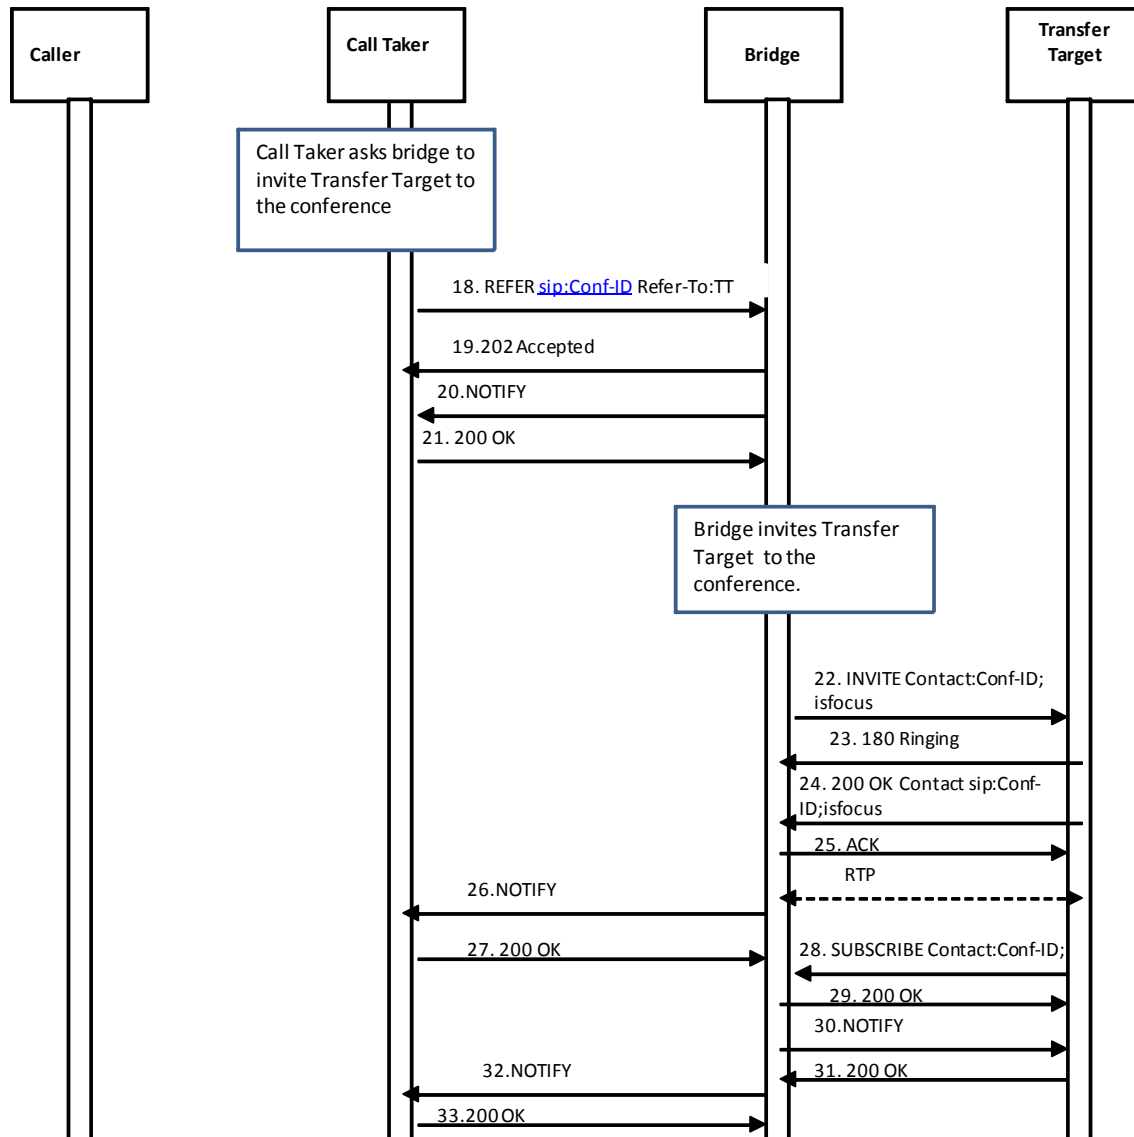 Caller
Call Taker
Bridge
Transfer
Target
Call Taker asks bridge to
invite Transfer Target to
the conference
18. REFER sip:Conf-ID Refer-To:TT
19.202 Accepted
20.NOTIFY
21. 200 OK
Bridge invites Transfer
Target to the
conference.
22. INVITE Contact:Conf-ID;
isfocus
23. 180 Ringing
24. 200 OK Contact sip:Conf-
ID;isfocus
25. ACK
RTP
26.NOTIFY
27. 200 OK
28. SUBSCRIBE Contact:Conf-ID;
29. 200 OK
30.NOTIFY
31. 200 OK
32.NOTIFY
33.200 OK